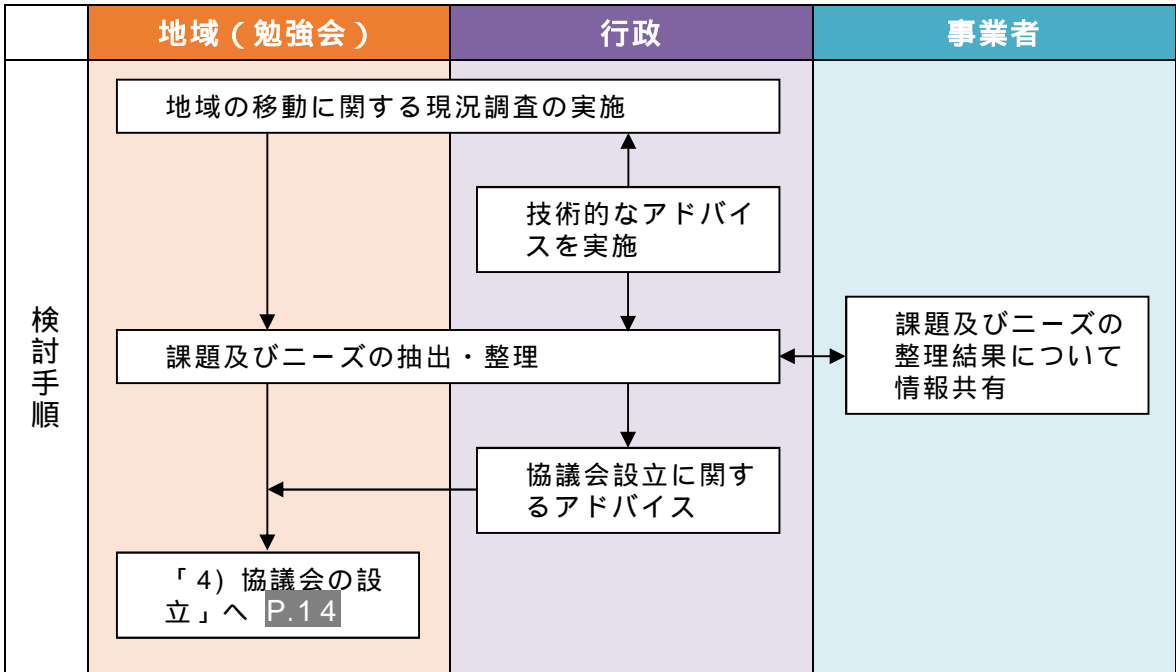 地域（勉強会）
行政
事業者
検討手順
地域の移動に関する現況調査の実施
技術的なアドバイ
スを実施
課題及びニーズの抽出・整理
課題及びニーズの
整理結果について
情報共有
協議会設立に関す
るアドバイス
「4) 協議会の設
立」へ P.14